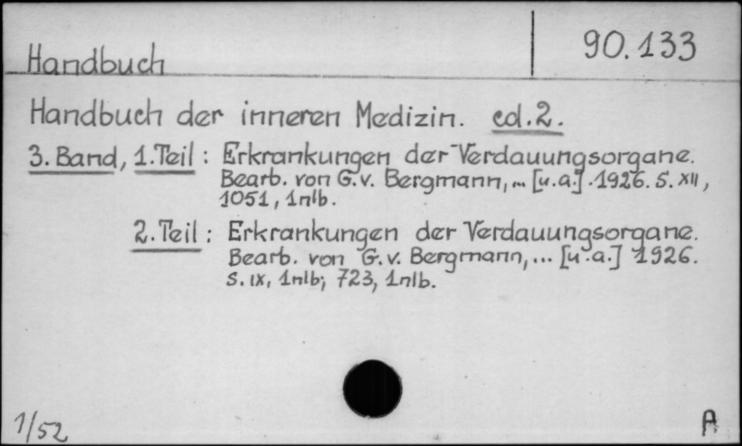 Handbuch
90.133
Handbuch der inneren Medizin. ed.2.
3. Band, 1. Teil: Erkrankungen der Verdauungsorgane.
Bearb. von G.v. Bergmann, ... [u.a.]. 1926. S. XII,
1051, 1nlb.
2. Teil: Erkrankungen der Verdauungsorgane.
Bearb. von G.v. Bergmann, ... [u.a.] 1926.
S. IX, 1nlb; 723, 1nlb.
1/52
A